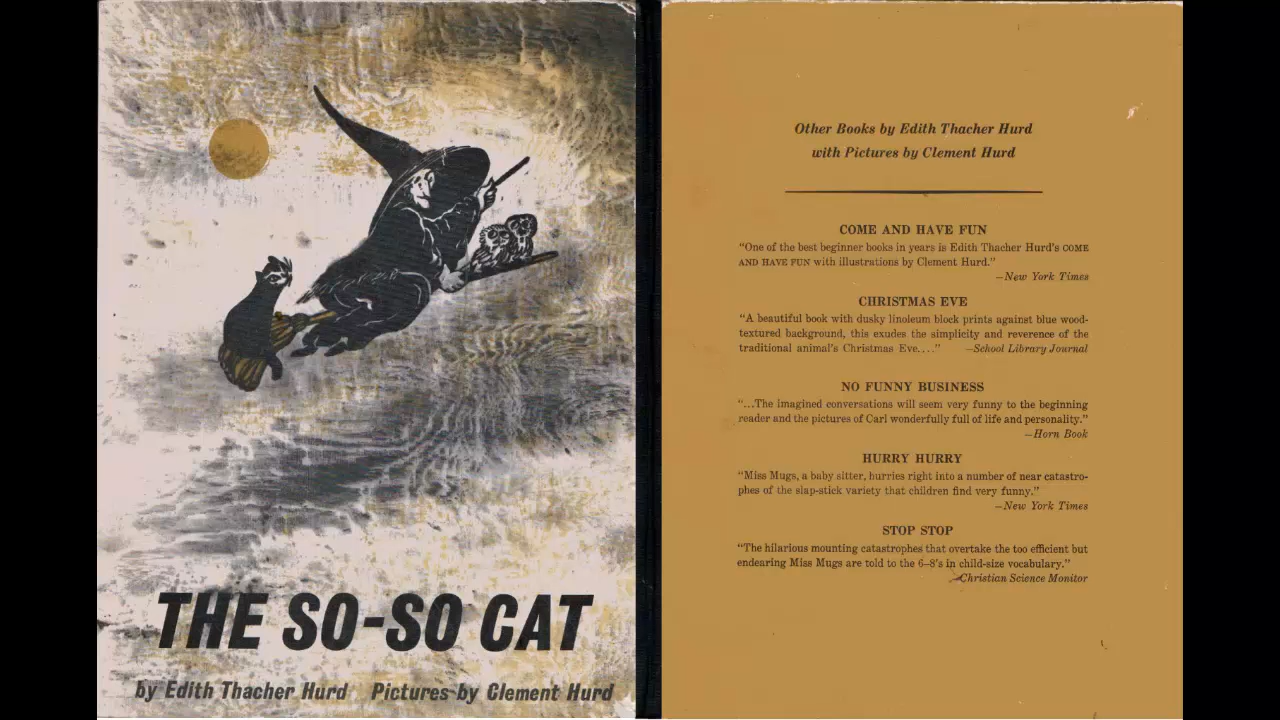 THE SO-SO CAT
by Edith Thacher Hurd Pictures by Clement Hurd
Other Books by Edith Thacher Hurd
with Pictures by Clement Hurd
COME AND HAVE FUN
“One of the best beginner books in years is Edith Thacher Hurd's COME
AND HAVE FUN with illustrations by Clement Hurd.”
—New York Times
CHRISTMAS EVE
“A beautiful book with dusky linoleum block prints against blue wood-
textured background, this exudes the simplicity and reverence of the
traditional animal's Christmas Eve....” —School Library Journal
NO FUNNY BUSINESS
“...The imagined conversations will seem very funny to the beginning
reader and the pictures of Carl wonderfully full of life and personality.”
—Horn Book
HURRY HURRY
“Miss Mugs, a baby sitter, hurries right into a number of near catastro-
phes of the slap-stick variety that children find very funny.”
—New York Times
STOP STOP
“The hilarious mounting catastrophes that overtake the too efficient but
endearing Miss Mugs are told to the 6–8's in child-size vocabulary.”
—Christian Science Monitor